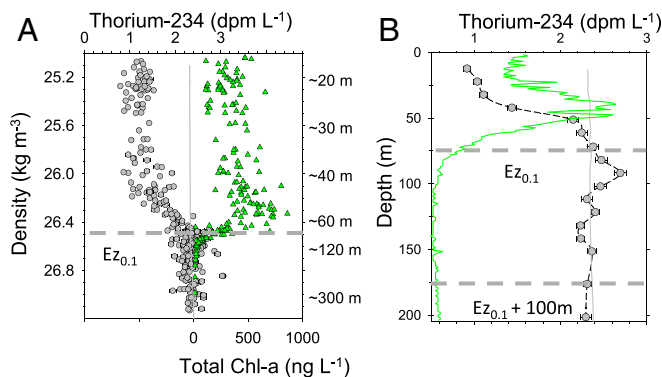 A
Thorium-234 (dpm L⁻¹)
1 2 3
25.2
25.6
26.0
26.4
26.8
Density (kg m⁻³)
~20 m
~30 m
~40 m
~60 m
~120 m
~300 m
Ez₀.₁
0 500 1000
Total Chl-a (ng L⁻¹)
B
Thorium-234 (dpm L⁻¹)
1 2 3
0
50
100
150
200
Depth (m)
Ez₀.₁
Ez₀.₁ + 100m